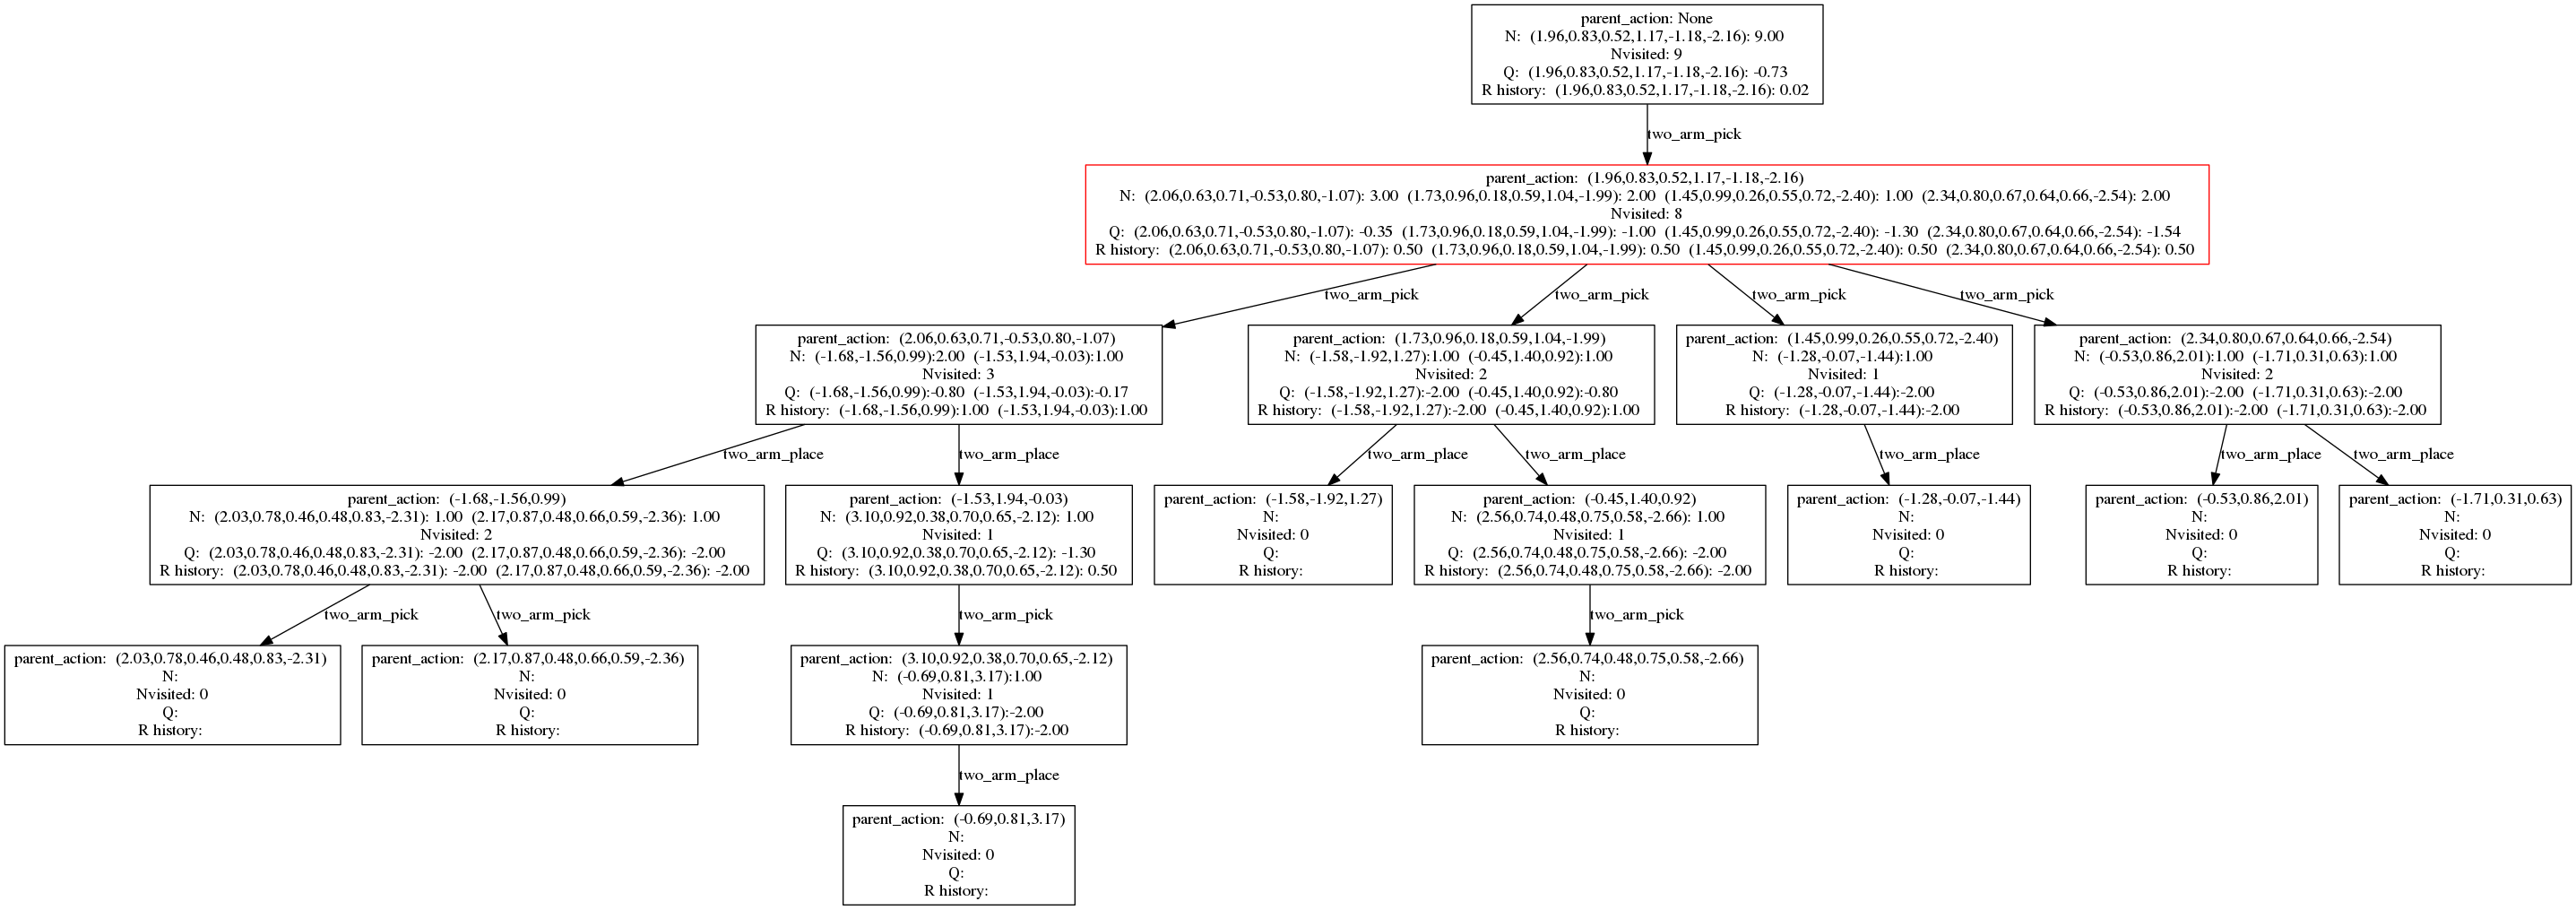 parent_action: None
N: (1.96,0.83,0.52,1.17,-1.18,-2.16): 9.00
Nvisited: 9
Q: (1.96,0.83,0.52,1.17,-1.18,-2.16): -0.73
R history: (1.96,0.83,0.52,1.17,-1.18,-2.16): 0.02
two_arm_pick
parent_action: (1.96,0.83,0.52,1.17,-1.18,-2.16)
N: (2.06,0.63,0.71,-0.53,0.80,-1.07): 3.00 (1.73,0.96,0.18,0.59,1.04,-1.99): 2.00 (1.45,0.99,0.26,0.55,0.72,-2.40): 1.00 (2.34,0.80,0.67,0.64,0.66,-2.54): 2.00
Nvisited: 8
Q: (2.06,0.63,0.71,-0.53,0.80,-1.07): -0.35 (1.73,0.96,0.18,0.59,1.04,-1.99): -1.00 (1.45,0.99,0.26,0.55,0.72,-2.40): -1.30 (2.34,0.80,0.67,0.64,0.66,-2.54): -1.54
R history: (2.06,0.63,0.71,-0.53,0.80,-1.07): 0.50 (1.73,0.96,0.18,0.59,1.04,-1.99): 0.50 (1.45,0.99,0.26,0.55,0.72,-2.40): 0.50 (2.34,0.80,0.67,0.64,0.66,-2.54): 0.50
two_arm_pick
two_arm_pick
two_arm_pick
two_arm_pick
parent_action: (2.06,0.63,0.71,-0.53,0.80,-1.07)
N: (-1.68,-1.56,0.99):2.00 (-1.53,1.94,-0.03):1.00
Nvisited: 3
Q: (-1.68,-1.56,0.99):-0.80 (-1.53,1.94,-0.03):-0.17
R history: (-1.68,-1.56,0.99):1.00 (-1.53,1.94,-0.03):1.00
parent_action: (1.73,0.96,0.18,0.59,1.04,-1.99)
N: (-1.58,-1.92,1.27):1.00 (-0.45,1.40,0.92):1.00
Nvisited: 2
Q: (-1.58,-1.92,1.27):-2.00 (-0.45,1.40,0.92):-0.80
R history: (-1.58,-1.92,1.27):-2.00 (-0.45,1.40,0.92):1.00
parent_action: (1.45,0.99,0.26,0.55,0.72,-2.40)
N: (-1.28,-0.07,-1.44):1.00
Nvisited: 1
Q: (-1.28,-0.07,-1.44):-2.00
R history: (-1.28,-0.07,-1.44):-2.00
parent_action: (2.34,0.80,0.67,0.64,0.66,-2.54)
N: (-0.53,0.86,2.01):1.00 (-1.71,0.31,0.63):1.00
Nvisited: 2
Q: (-0.53,0.86,2.01):-2.00 (-1.71,0.31,0.63):-2.00
R history: (-0.53,0.86,2.01):-2.00 (-1.71,0.31,0.63):-2.00
two_arm_place
two_arm_place
two_arm_place
two_arm_place
two_arm_place
two_arm_place
two_arm_place
parent_action: (-1.68,-1.56,0.99)
N: (2.03,0.78,0.46,0.48,0.83,-2.31): 1.00 (2.17,0.87,0.48,0.66,0.59,-2.36): 1.00
Nvisited: 2
Q: (2.03,0.78,0.46,0.48,0.83,-2.31): -2.00 (2.17,0.87,0.48,0.66,0.59,-2.36): -2.00
R history: (2.03,0.78,0.46,0.48,0.83,-2.31): -2.00 (2.17,0.87,0.48,0.66,0.59,-2.36): -2.00
parent_action: (-1.53,1.94,-0.03)
N: (3.10,0.92,0.38,0.70,0.65,-2.12): 1.00
Nvisited: 1
Q: (3.10,0.92,0.38,0.70,0.65,-2.12): -1.30
R history: (3.10,0.92,0.38,0.70,0.65,-2.12): 0.50
parent_action: (-1.58,-1.92,1.27)
N:
Nvisited: 0
Q:
R history:
parent_action: (-0.45,1.40,0.92)
N: (2.56,0.74,0.48,0.75,0.58,-2.66): 1.00
Nvisited: 1
Q: (2.56,0.74,0.48,0.75,0.58,-2.66): -2.00
R history: (2.56,0.74,0.48,0.75,0.58,-2.66): -2.00
parent_action: (-1.28,-0.07,-1.44)
N:
Nvisited: 0
Q:
R history:
parent_action: (-0.53,0.86,2.01)
N:
Nvisited: 0
Q:
R history:
parent_action: (-1.71,0.31,0.63)
N:
Nvisited: 0
Q:
R history:
two_arm_pick
two_arm_pick
two_arm_pick
two_arm_pick
parent_action: (2.03,0.78,0.46,0.48,0.83,-2.31)
N:
Nvisited: 0
Q:
R history:
parent_action: (2.17,0.87,0.48,0.66,0.59,-2.36)
N:
Nvisited: 0
Q:
R history:
parent_action: (3.10,0.92,0.38,0.70,0.65,-2.12)
N: (-0.69,0.81,3.17):1.00
Nvisited: 1
Q: (-0.69,0.81,3.17):-2.00
R history: (-0.69,0.81,3.17):-2.00
parent_action: (2.56,0.74,0.48,0.75,0.58,-2.66)
N:
Nvisited: 0
Q:
R history:
two_arm_place
parent_action: (-0.69,0.81,3.17)
N:
Nvisited: 0
Q:
R history: